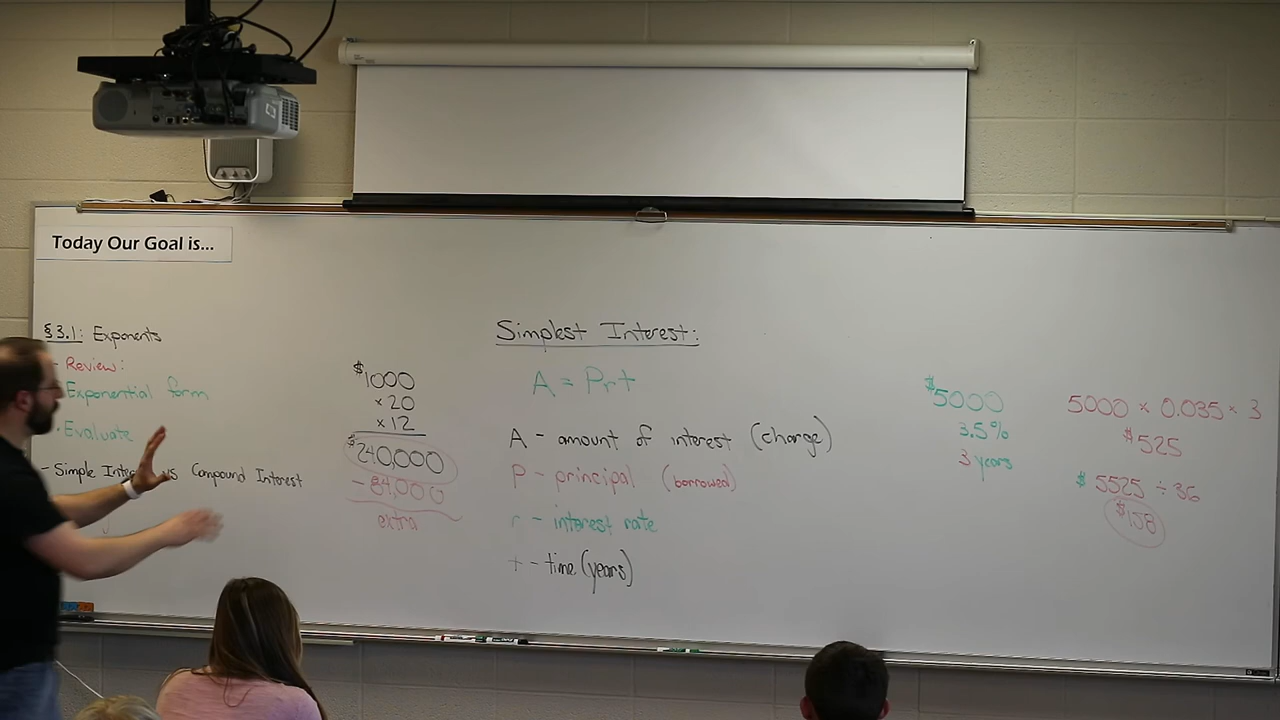 Today Our Goal is...
§3.1: Exponents
- Review:
Exponential form
· Evaluate
- Simple vs Compound Interest
$1000
×20
×12
$240,000
- 84,000
extra
Simplest Interest:
A = Prt
A - amount of interest (charge)
P - principal (borrowed)
r - interest rate
t - time (years)
$5000
3.5%
3 years
5000 × 0.035 × 3
$525
$5525 ÷ 36
$158